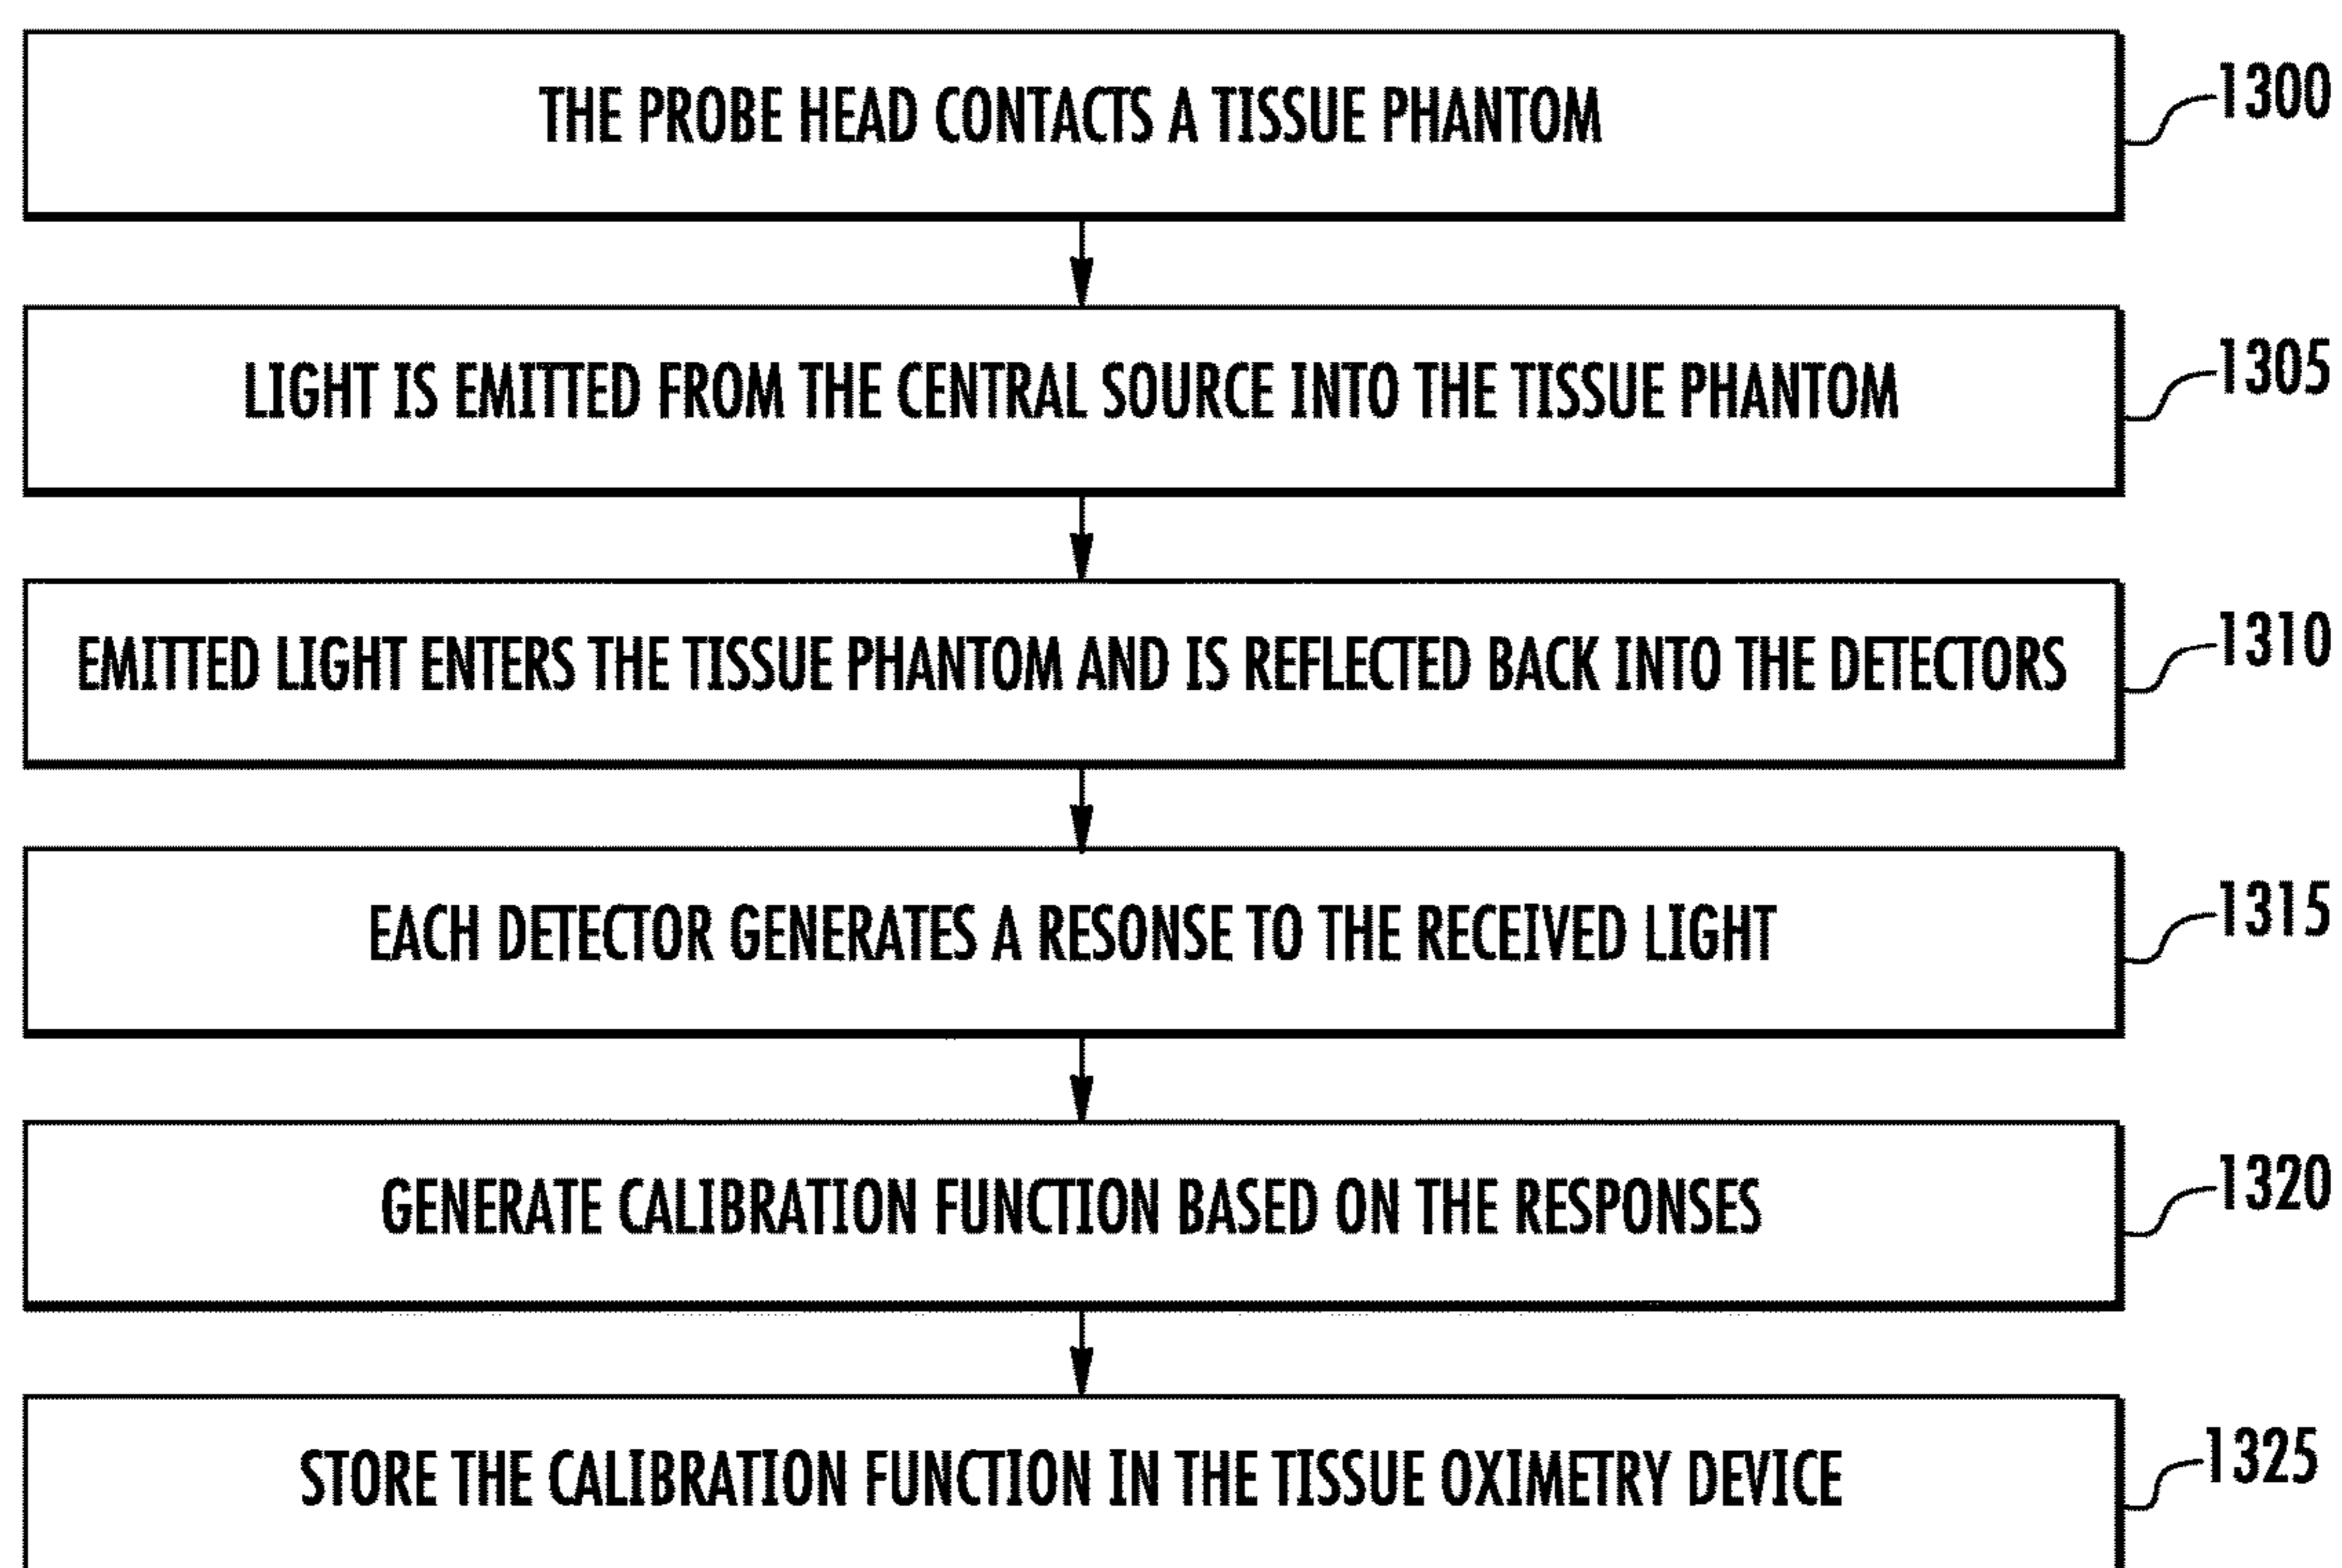 THE PROBE HEAD CONTACTS A TISSUE PHANTOM
1300
LIGHT IS EMITTED FROM THE CENTRAL SOURCE INTO THE TISSUE PHANTOM
1305
EMITTED LIGHT ENTERS THE TISSUE PHANTOM AND IS REFLECTED BACK INTO THE DETECTORS
1310
EACH DETECTOR GENERATES A RESONSE TO THE RECEIVED LIGHT
1315
GENERATE CALIBRATION FUNCTION BASED ON THE RESPONSES
1320
STORE THE CALIBRATION FUNCTION IN THE TISSUE OXIMETRY DEVICE
1325